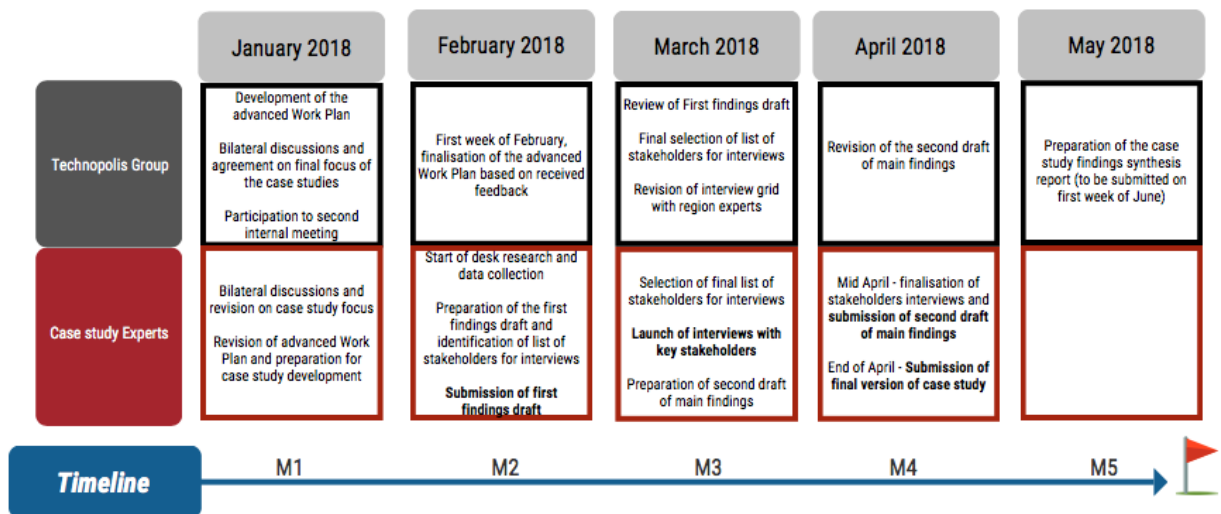 January 2018
February 2018
March 2018
April 2018
May 2018
Technopolis Group
Development of the
advanced Work Plan
Bilateral discussions and
agreement on final focus of
the case studies
Participation to second
internal meeting
First week of February,
finalisation of the advanced
Work Plan based on received
feedback
Review of First findings draft
Final selection of list of
stakeholders for interviews
Revision of interview grid
with region experts
Revision of the second draft
of main findings
Preparation of the case
study findings synthesis
report (to be submitted on
first week of June)
Case study Experts
Bilateral discussions and
revision on case study focus
Revision of advanced Work
Plan and preparation for
case study development
Start of desk research and
data collection
Preparation of the first
findings draft and
identification of list of
stakeholders for interviews
Submission of first
findings draft
Selection of final list of
stakeholders for interviews
Launch of interviews with
key stakeholders
Preparation of second draft
of main findings
Mid April - finalisation of
stakeholders interviews and
submission of second draft
of main findings
End of April - Submission of
final version of case study
Timeline
M1
M2
M3
M4
M5